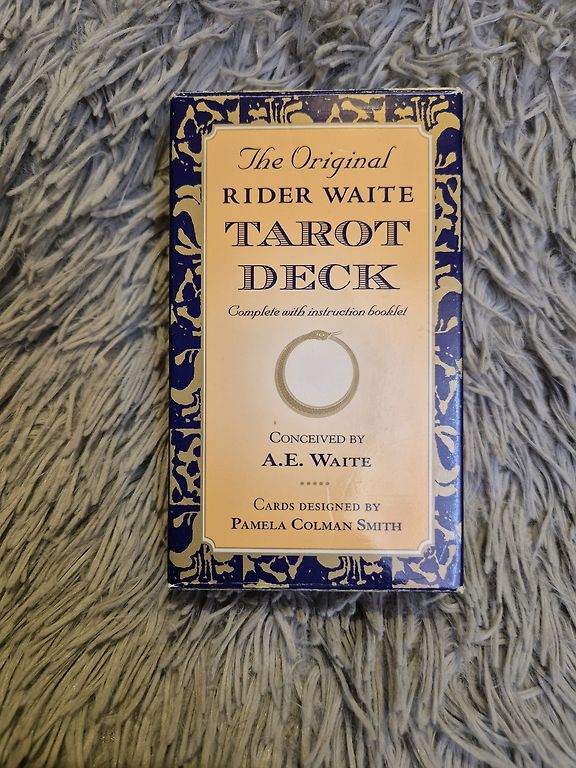 The Original
RIDER WAITE
TAROT
DECK
Complete with instruction booklet
CONCEIVED BY
A.E. WAITE
CARDS DESIGNED BY
PAMELA COLMAN SMITH